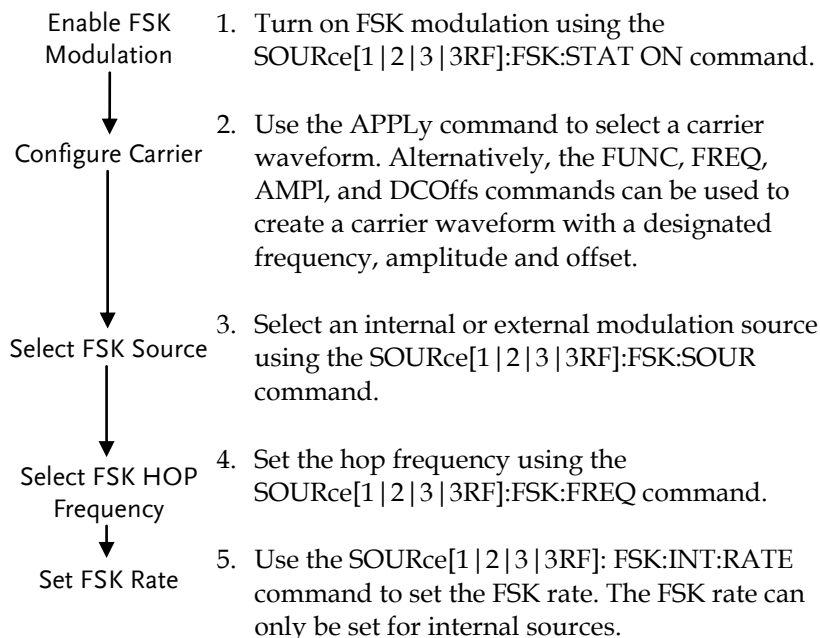 Enable FSK
Modulation
1. Turn on FSK modulation using the
SOURce[1|2|3|3RF]:FSK:STAT ON command.
Configure Carrier
2. Use the APPLy command to select a carrier
waveform. Alternatively, the FUNC, FREQ,
AMPl, and DCOffs commands can be used to
create a carrier waveform with a designated
frequency, amplitude and offset.
Select FSK Source
3. Select an internal or external modulation source
using the SOURce[1|2|3|3RF]:FSK:SOUR
command.
Select FSK HOP
Frequency
4. Set the hop frequency using the
SOURce[1|2|3|3RF]:FSK:FREQ command.
Set FSK Rate
5. Use the SOURce[1|2|3|3RF]: FSK:INT:RATE
command to set the FSK rate. The FSK rate can
only be set for internal sources.